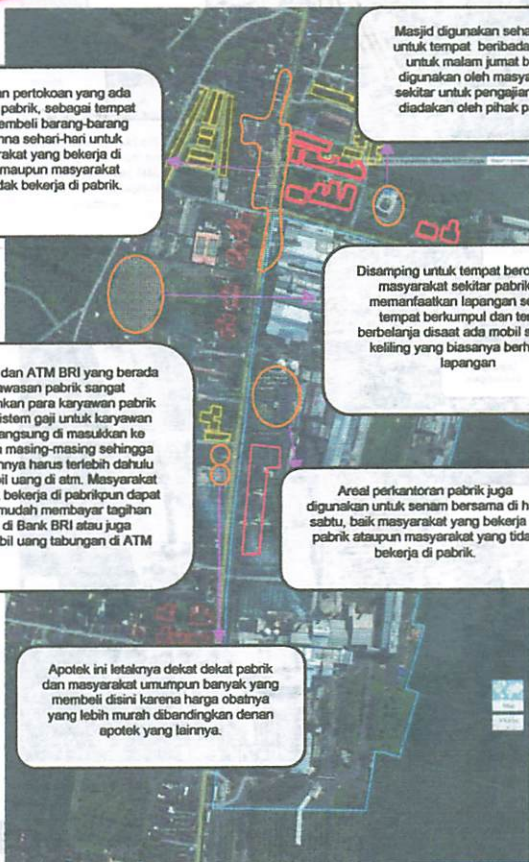 Masjid digunakan seha
untuk tempat beribada
untuk malam jumat b
digunakan oleh masya
sekitar untuk pengajian
diadakan oleh pihak p
an pertokoan yang ada
pabrik, sebagai tempat
embeli barang-barang
nna sehari-hari untuk
rakat yang bekerja di
maupun masyarakat
dak bekerja di pabrik.
Disamping untuk tempat bero
masyarakat sekitar pabrik
memanfaatkan lapangan se
tempat berkumpul dan te
berbelanja disaat ada mobil s
keliling yang biasanya berh
lapangan
dan ATM BRI yang berada
awasan pabrik sangat
nkan para karyawan pabrik
istem gaji untuk karyawan
angsung di masukkan ke
masing-masing sehingga
nnya harus terlebih dahulu
bil uang di atm. Masyarakat
bekerja di pabrikpun dapat
mudah membayar tagihan
di Bank BRI atau juga
bil uang tabungan di ATM
Areal perkantoran pabrik juga
digunakan untuk senam bersama di h
sabtu, baik masyarakat yang bekerja
pabrik ataupun masyarakat yang tida
bekerja di pabrik.
Apotek ini letaknya dekat dekat pabrik
dan masyarakat umumpun banyak yang
membeli disini karena harga obatnya
yang lebih murah dibandingkan denan
apotek yang lainnya.